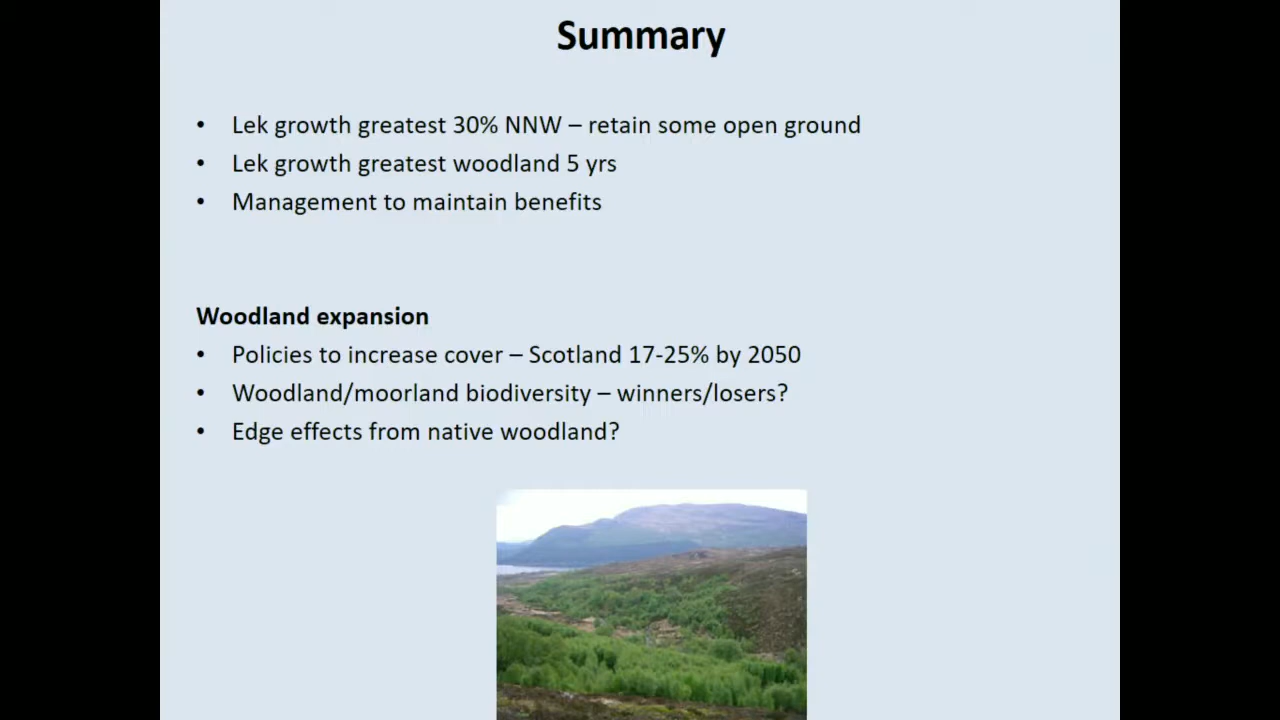 Summary
• Lek growth greatest 30% NNW – retain some open ground
• Lek growth greatest woodland 5 yrs
• Management to maintain benefits
Woodland expansion
• Policies to increase cover – Scotland 17-25% by 2050
• Woodland/moorland biodiversity – winners/losers?
• Edge effects from native woodland?